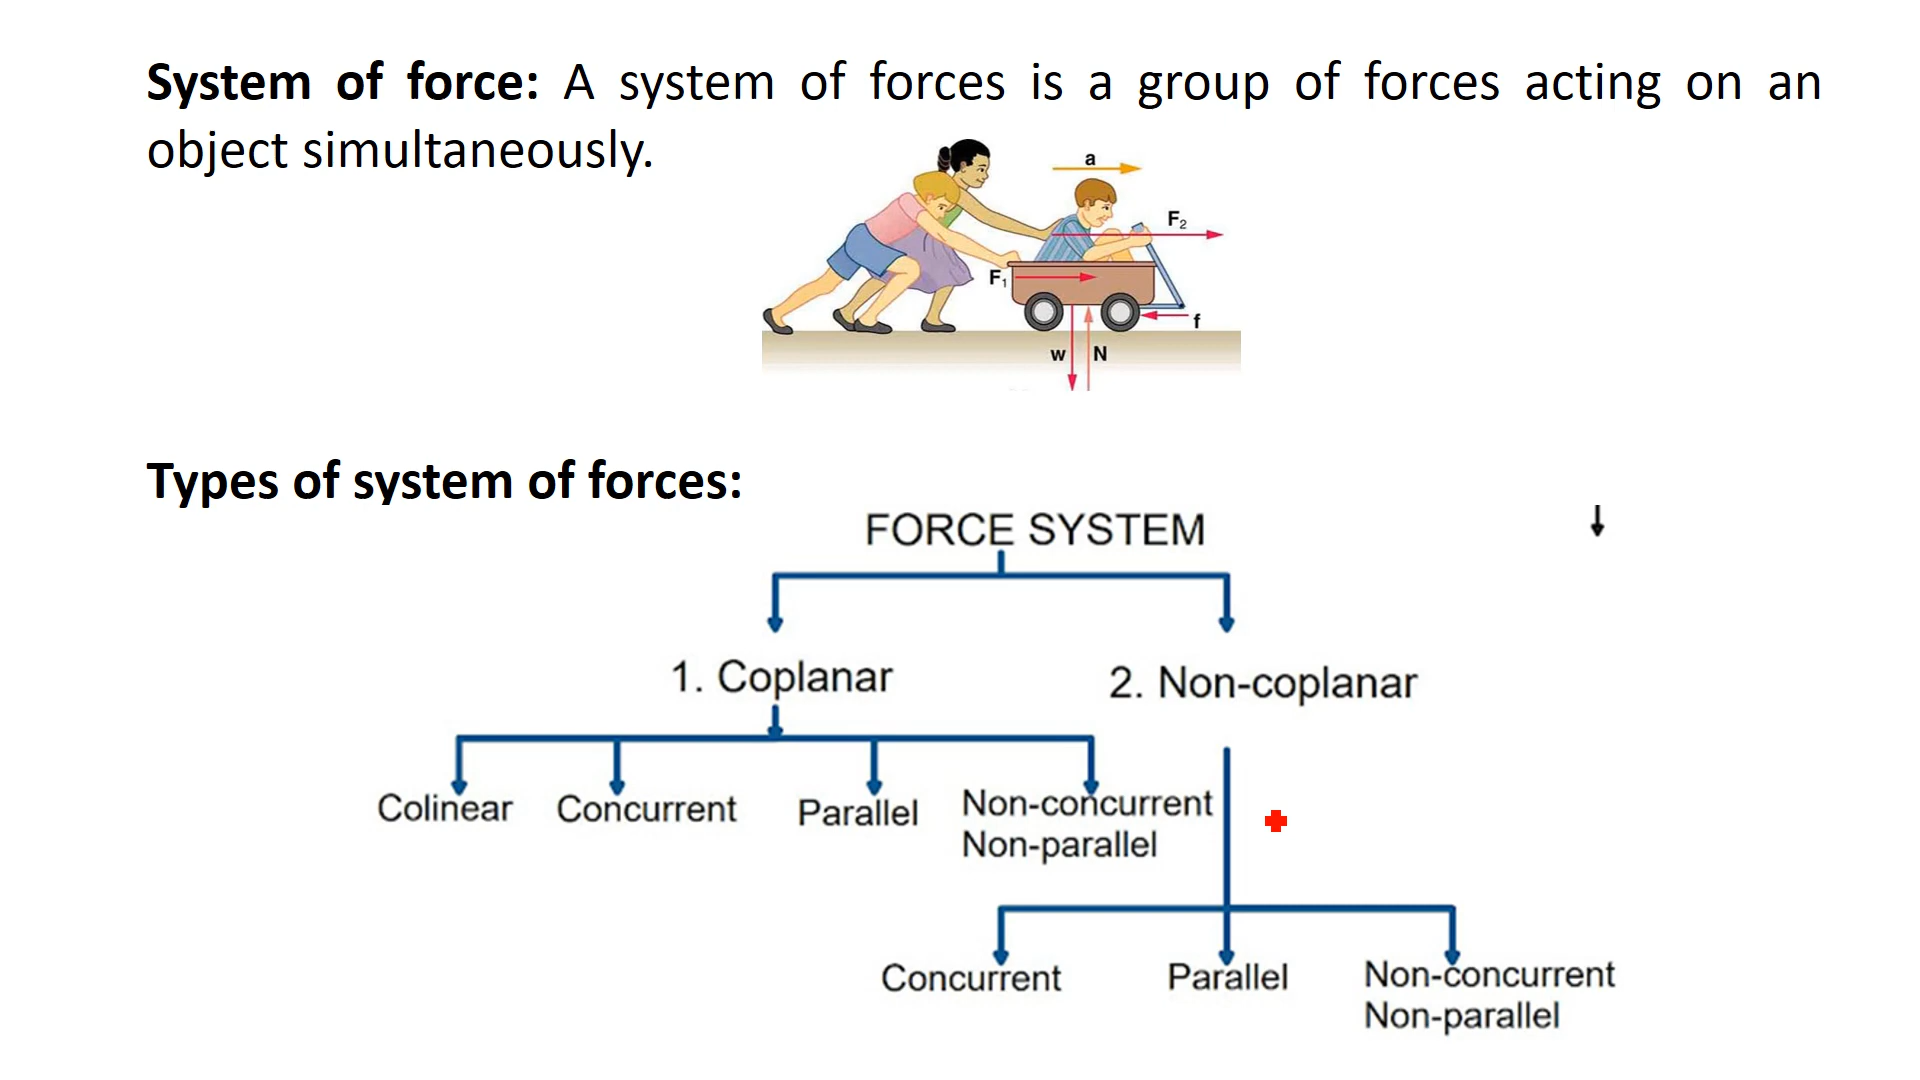 System of force: A system of forces is a group of forces acting on an
object simultaneously.
a
F₂
F₁
f
w N
Types of system of forces:
FORCE SYSTEM
1. Coplanar 2. Non-coplanar
Colinear Concurrent Parallel Non-concurrent
Non-parallel
Concurrent Parallel Non-concurrent
Non-parallel